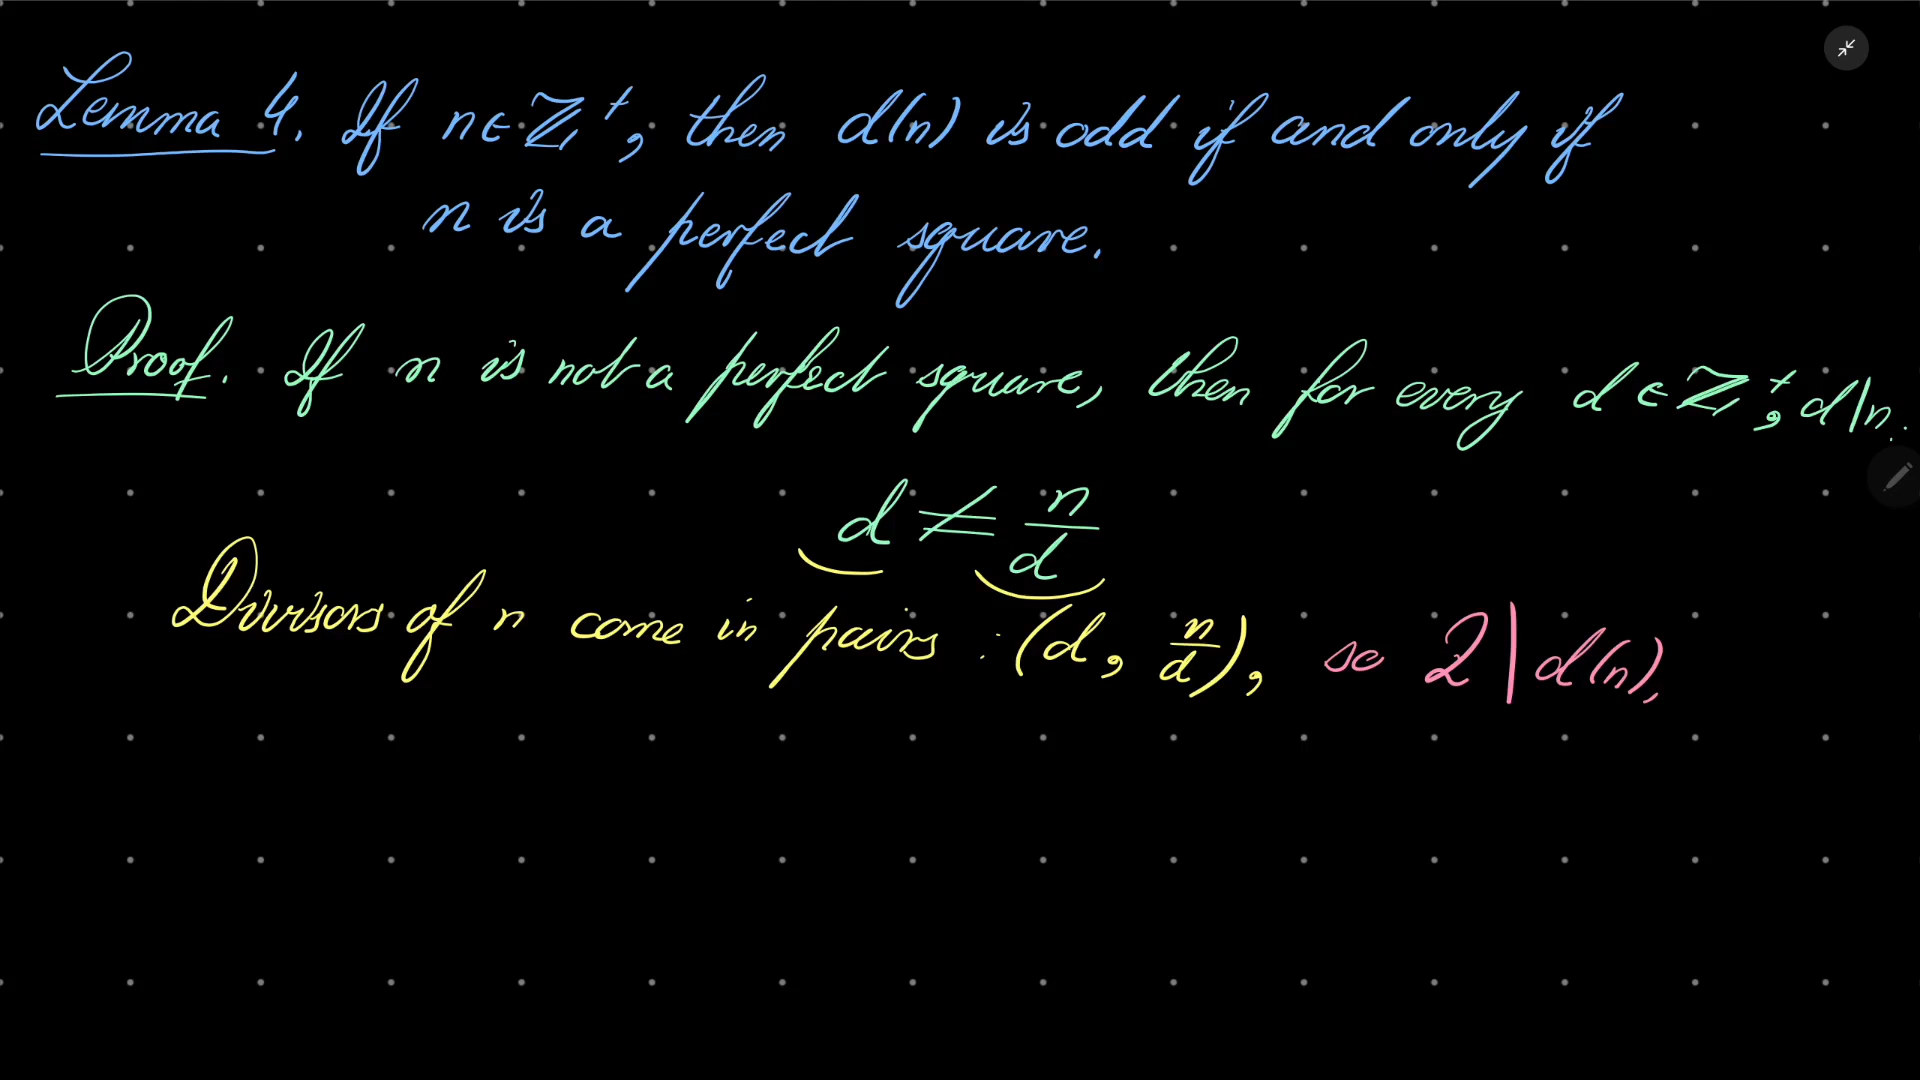 Lemma 4. If n ∈ ℤ⁺, then d(n) is odd if and only if
n is a perfect square.
Proof. If n is not a perfect square, then for every d ∈ ℤ⁺, d|n:
d ≠ n/d
Divisors of n come in pairs : (d, n/d), so 2 | d(n),